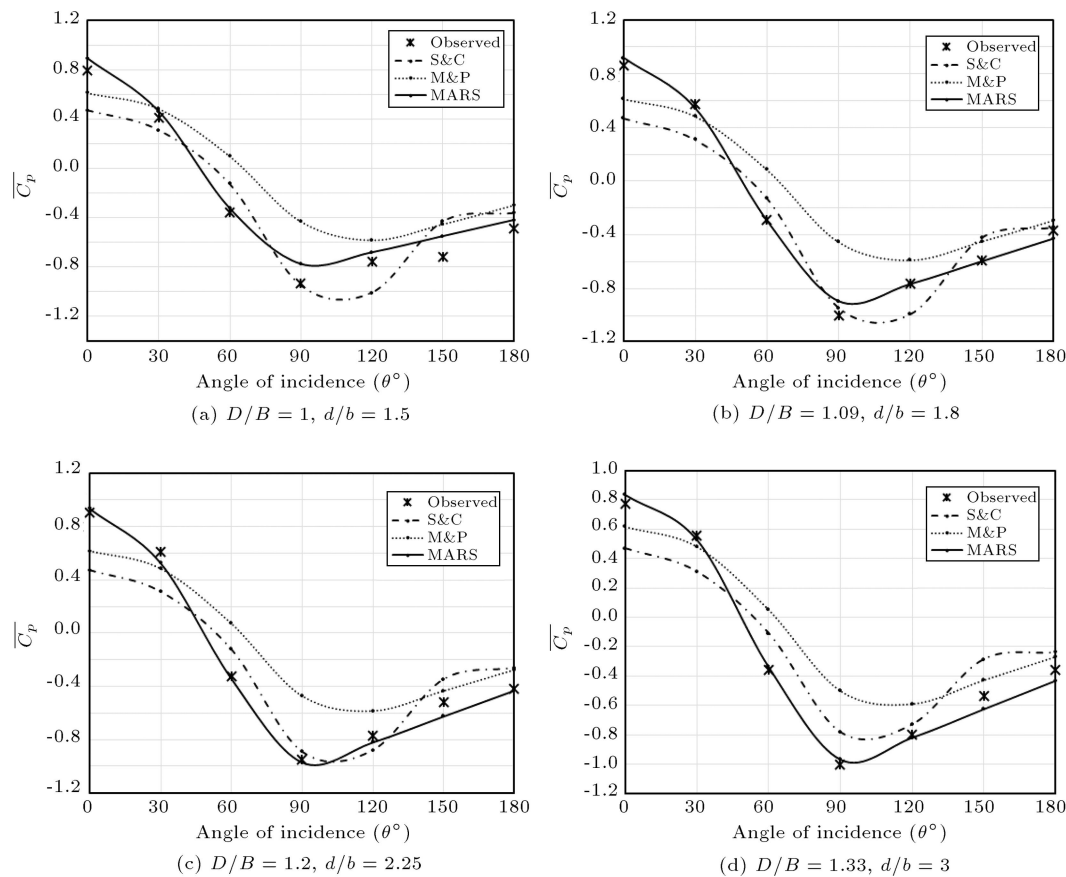 1.2
0.8
0.4
0.0
-0.4
-0.8
-1.2
C_p
Observed
S&C
M&P
MARS
0 30 60 90 120 150 180
Angle of incidence (θ°)
(a) D/B = 1, d/b = 1.5
1.2
0.8
0.4
0.0
-0.4
-0.8
-1.2
C_p
Observed
S&C
M&P
MARS
0 30 60 90 120 150 180
Angle of incidence (θ°)
(b) D/B = 1.09, d/b = 1.8
1.2
0.8
0.4
0.0
-0.4
-0.8
-1.2
C_p
Observed
S&C
M&P
MARS
0 30 60 90 120 150 180
Angle of incidence (θ°)
(c) D/B = 1.2, d/b = 2.25
1.0
0.8
0.6
0.4
0.2
0.0
-0.2
-0.4
-0.6
-0.8
-1.0
-1.2
C_p
Observed
S&C
M&P
MARS
0 30 60 90 120 150 180
Angle of incidence (θ°)
(d) D/B = 1.33, d/b = 3